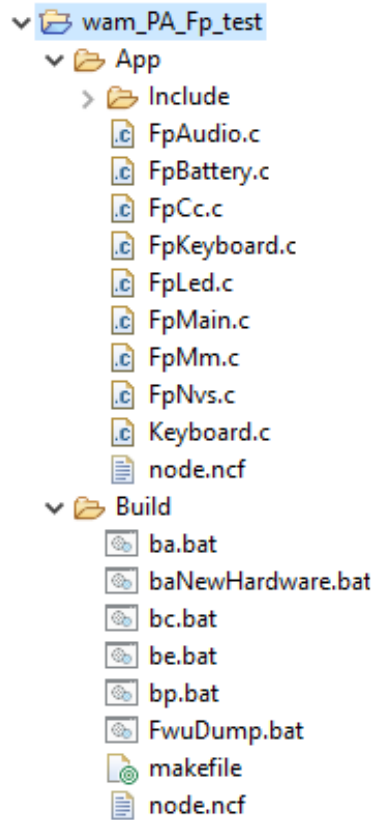 wam_PA_Fp_test
App
Include
FpAudio.c
FpBattery.c
FpCc.c
FpKeyboard.c
FpLed.c
FpMain.c
FpMm.c
FpNvs.c
Keyboard.c
node.ncf
Build
ba.bat
baNewHardware.bat
bc.bat
be.bat
bp.bat
FwuDump.bat
makefile
node.ncf